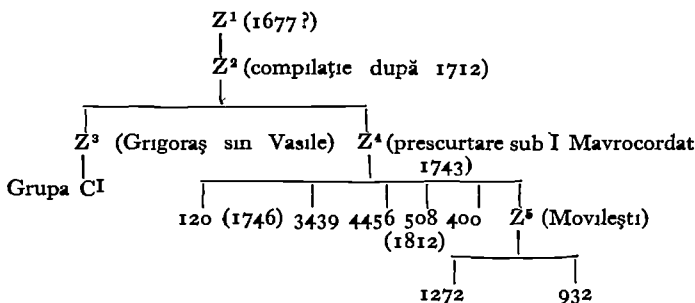 Z¹ (1677?)
Z² (compilaţie după 1712)
Z³ (Grigoraş sin Vasile) Z⁴ (prescurtare sub I Mavrocordat
1743)
Grupa CI
120 (1746) 3439 4456 508 400 Z⁵ (Movileşti)
(1812)
1272 932